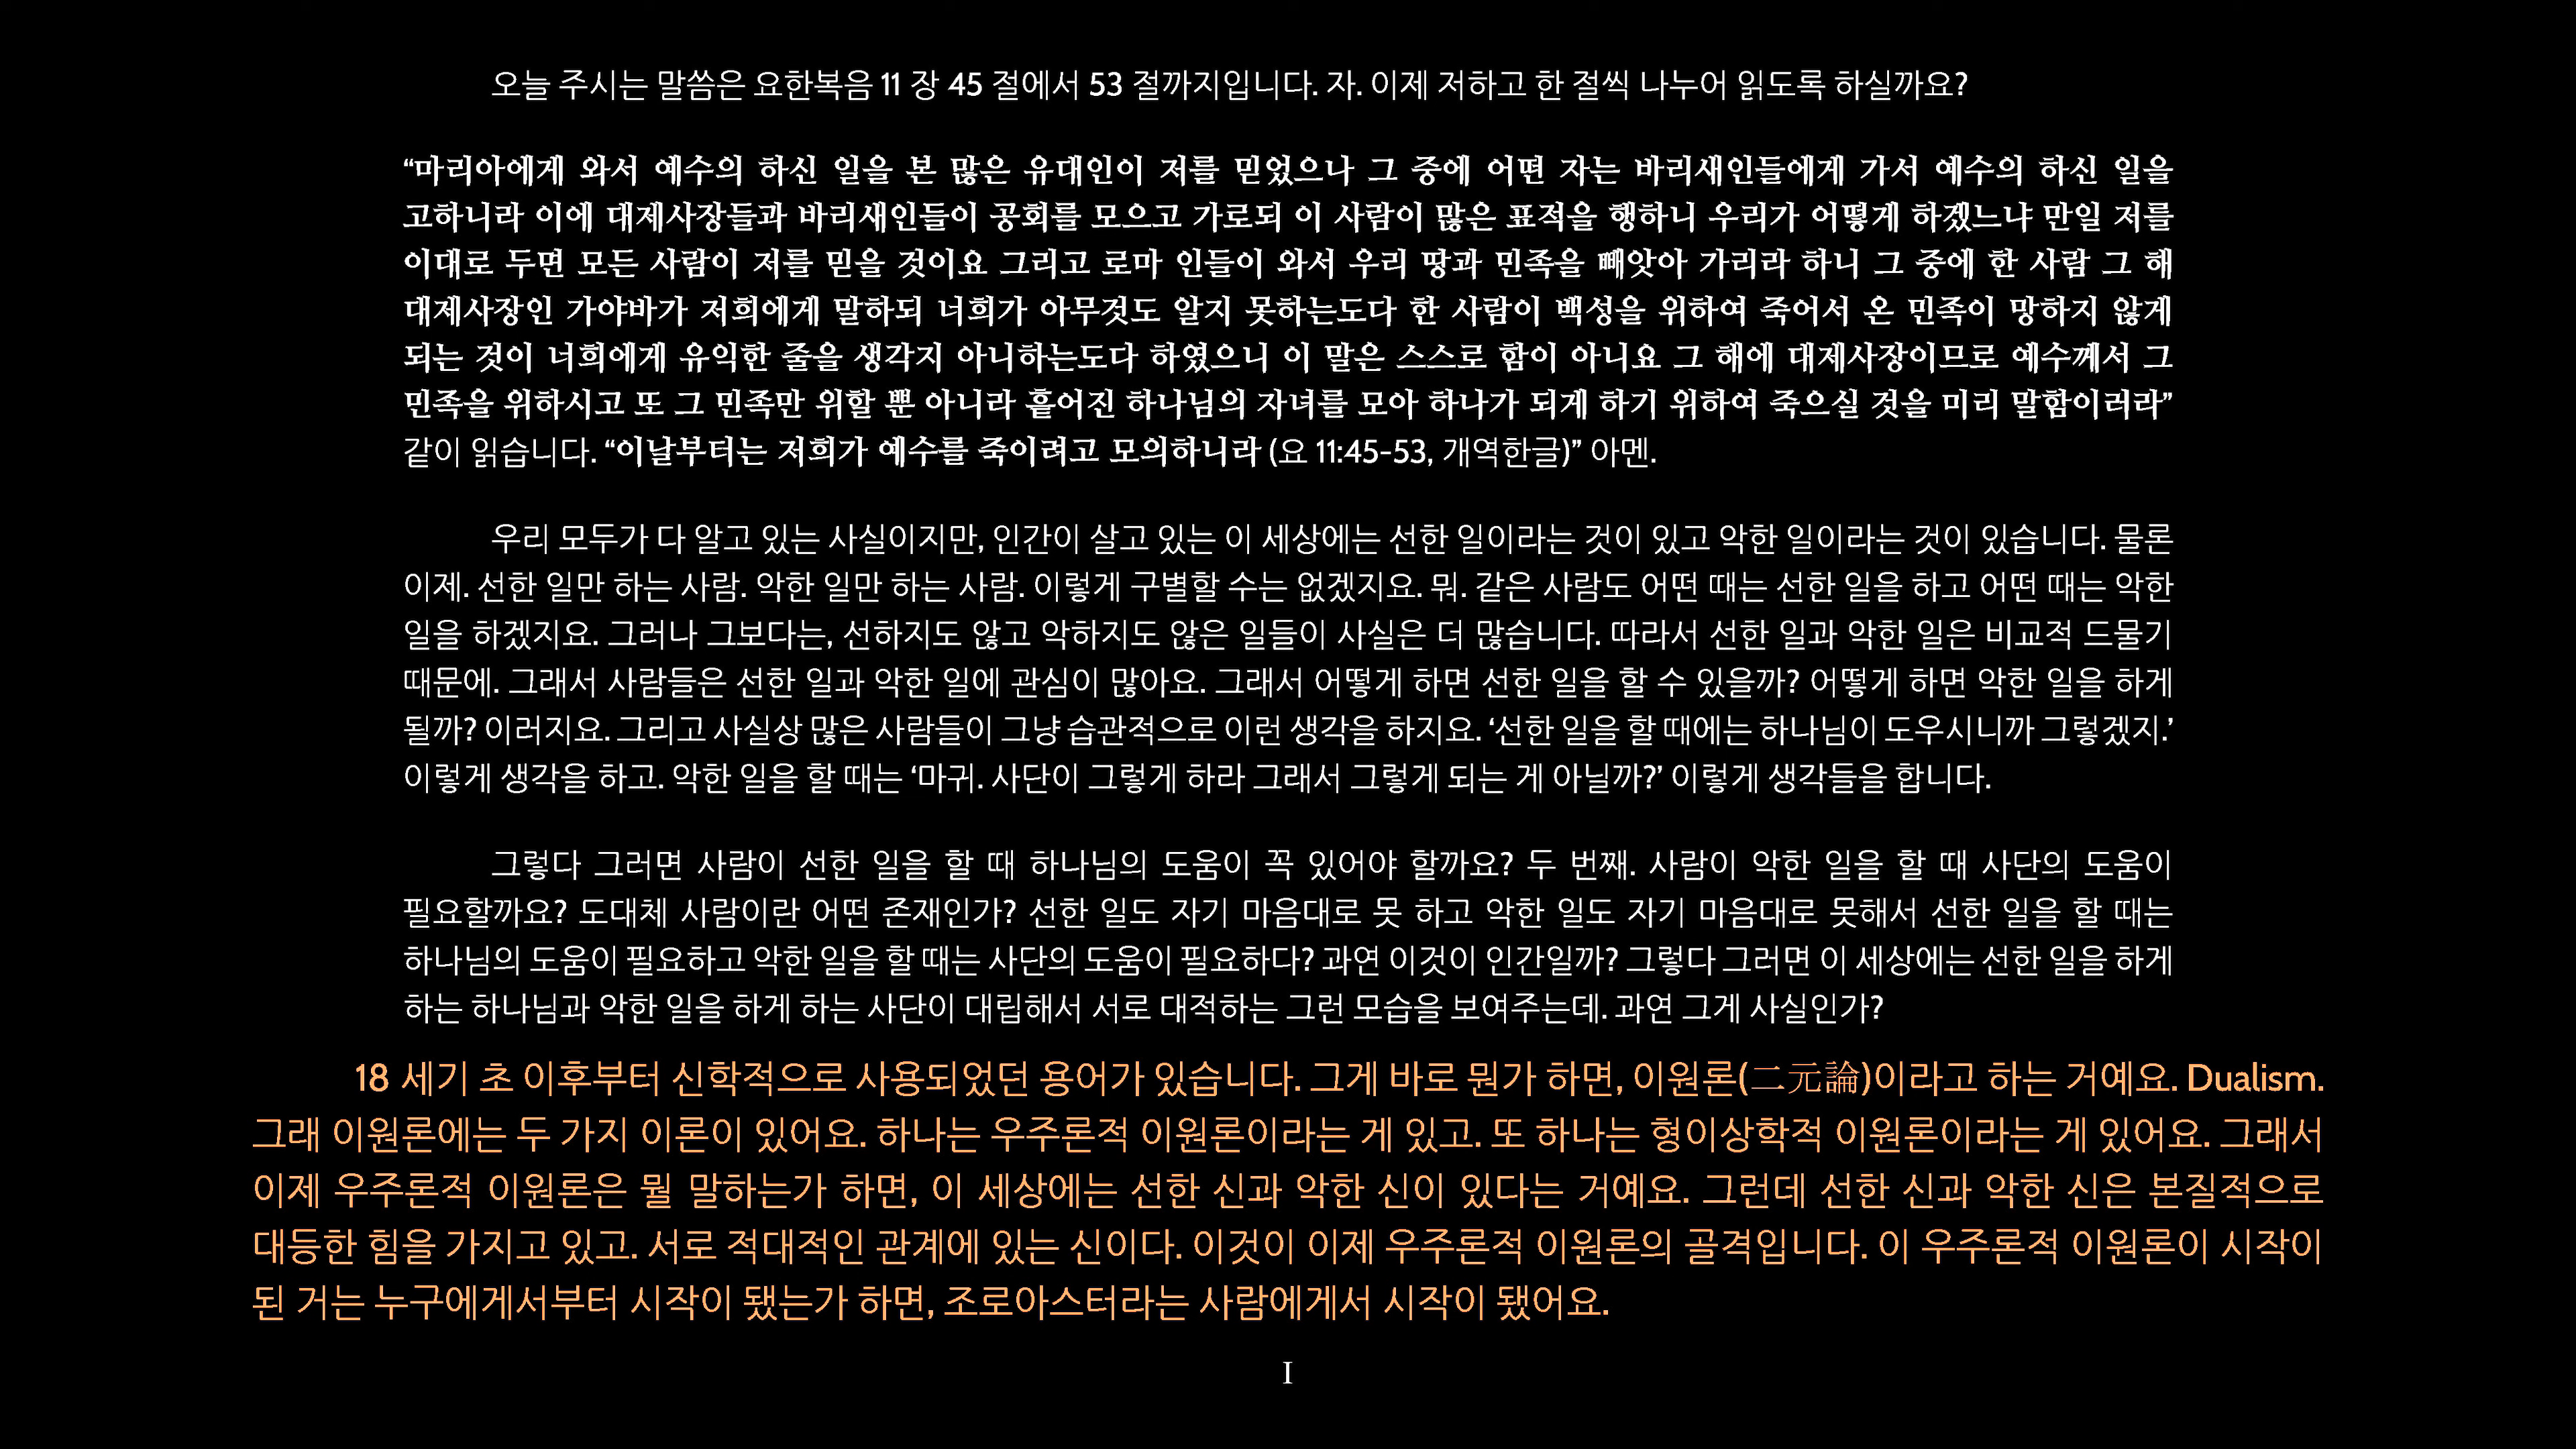 오늘 주시는 말씀은 요한복음 11 장 45 절에서 53 절까지입니다. 자. 이제 저하고 한 절씩 나누어 읽도록 하실까요?
“마리아에게 와서 예수의 하신 일을 본 많은 유대인이 저를 믿었으나 그 중에 어떤 자는 바리새인들에게 가서 예수의 하신 일을
고하니라 이에 대제사장들과 바리새인들이 공회를 모으고 가로되 이 사람이 많은 표적을 행하니 우리가 어떻게 하겠느냐 만일 저를
이대로 두면 모든 사람이 저를 믿을 것이요 그리고 로마 인들이 와서 우리 땅과 민족을 빼앗아 가리라 하니 그 중에 한 사람 그 해
대제사장인 가야바가 저희에게 말하되 너희가 아무것도 알지 못하는도다 한 사람이 백성을 위하여 죽어서 온 민족이 망하지 않게
되는 것이 너희에게 유익한 줄을 생각지 아니하는도다 하였으니 이 말은 스스로 함이 아니요 그 해에 대제사장이므로 예수께서 그
민족을 위하시고 또 그 민족만 위할 뿐 아니라 흩어진 하나님의 자녀를 모아 하나가 되게 하기 위하여 죽으실 것을 미리 말함이러라”
같이 읽습니다. “이날부터는 저희가 예수를 죽이려고 모의하니라 (요 11:45-53, 개역한글)” 아멘.
우리 모두가 다 알고 있는 사실이지만, 인간이 살고 있는 이 세상에는 선한 일이라는 것이 있고 악한 일이라는 것이 있습니다. 물론
이제. 선한 일만 하는 사람. 악한 일만 하는 사람. 이렇게 구별할 수는 없겠지요. 뭐. 같은 사람도 어떤 때는 선한 일을 하고 어떤 때는 악한
일을 하겠지요. 그러나 그보다는, 선하지도 않고 악하지도 않은 일들이 사실은 더 많습니다. 따라서 선한 일과 악한 일은 비교적 드물기
때문에. 그래서 사람들은 선한 일과 악한 일에 관심이 많아요. 그래서 어떻게 하면 선한 일을 할 수 있을까? 어떻게 하면 악한 일을 하게
될까? 이러지요. 그리고 사실상 많은 사람들이 그냥 습관적으로 이런 생각을 하지요. ‘선한 일을 할 때에는 하나님이 도우시니까 그렇겠지.’
이렇게 생각을 하고. 악한 일을 할 때는 ‘마귀. 사단이 그렇게 하라 그래서 그렇게 되는 게 아닐까?’ 이렇게 생각들을 합니다.
그렇다 그러면 사람이 선한 일을 할 때 하나님의 도움이 꼭 있어야 할까요? 두 번째. 사람이 악한 일을 할 때 사단의 도움이
필요할까요? 도대체 사람이란 어떤 존재인가? 선한 일도 자기 마음대로 못 하고 악한 일도 자기 마음대로 못해서 선한 일을 할 때는
하나님의 도움이 필요하고 악한 일을 할 때는 사단의 도움이 필요하다? 과연 이것이 인간일까? 그렇다 그러면 이 세상에는 선한 일을 하게
하는 하나님과 악한 일을 하게 하는 사단이 대립해서 서로 대적하는 그런 모습을 보여주는데. 과연 그게 사실인가?
18 세기 초 이후부터 신학적으로 사용되었던 용어가 있습니다. 그게 바로 뭔가 하면, 이원론(二元論)이라고 하는 거예요. Dualism.
그래 이원론에는 두 가지 이론이 있어요. 하나는 우주론적 이원론이라는 게 있고. 또 하나는 형이상학적 이원론이라는 게 있어요. 그래서
이제 우주론적 이원론은 뭘 말하는가 하면, 이 세상에는 선한 신과 악한 신이 있다는 거예요. 그런데 선한 신과 악한 신은 본질적으로
대등한 힘을 가지고 있고. 서로 적대적인 관계에 있는 신이다. 이것이 이제 우주론적 이원론의 골격입니다. 이 우주론적 이원론이 시작이
된 거는 누구에게서부터 시작이 됐는가 하면, 조로아스터라는 사람에게서 시작이 됐어요.
I